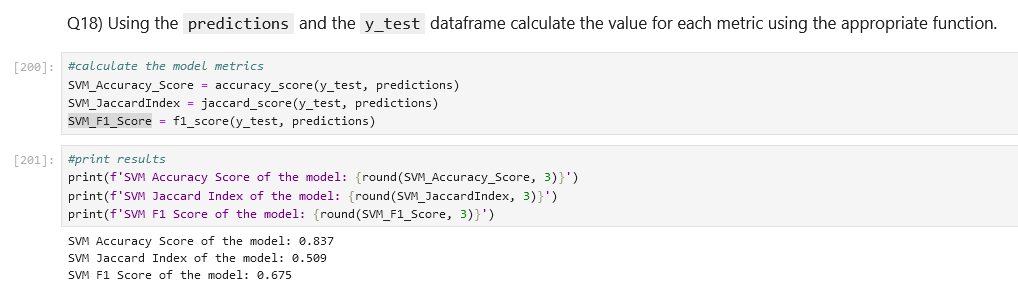 Q18) Using the predictions and the y_test dataframe calculate the value for each metric using the appropriate function.
[200]: #calculate the model metrics
SVM_Accuracy_Score = accuracy_score(y_test, predictions)
SVM_JaccardIndex = jaccard_score(y_test, predictions)
SVM_F1_Score = f1_score(y_test, predictions)
[201]: #print results
print(f'SVM Accuracy Score of the model: {round(SVM_Accuracy_Score, 3)}')
print(f'SVM Jaccard Index of the model: {round(SVM_JaccardIndex, 3)}')
print(f'SVM F1 Score of the model: {round(SVM_F1_Score, 3)}')
SVM Accuracy Score of the model: 0.837
SVM Jaccard Index of the model: 0.509
SVM F1 Score of the model: 0.675